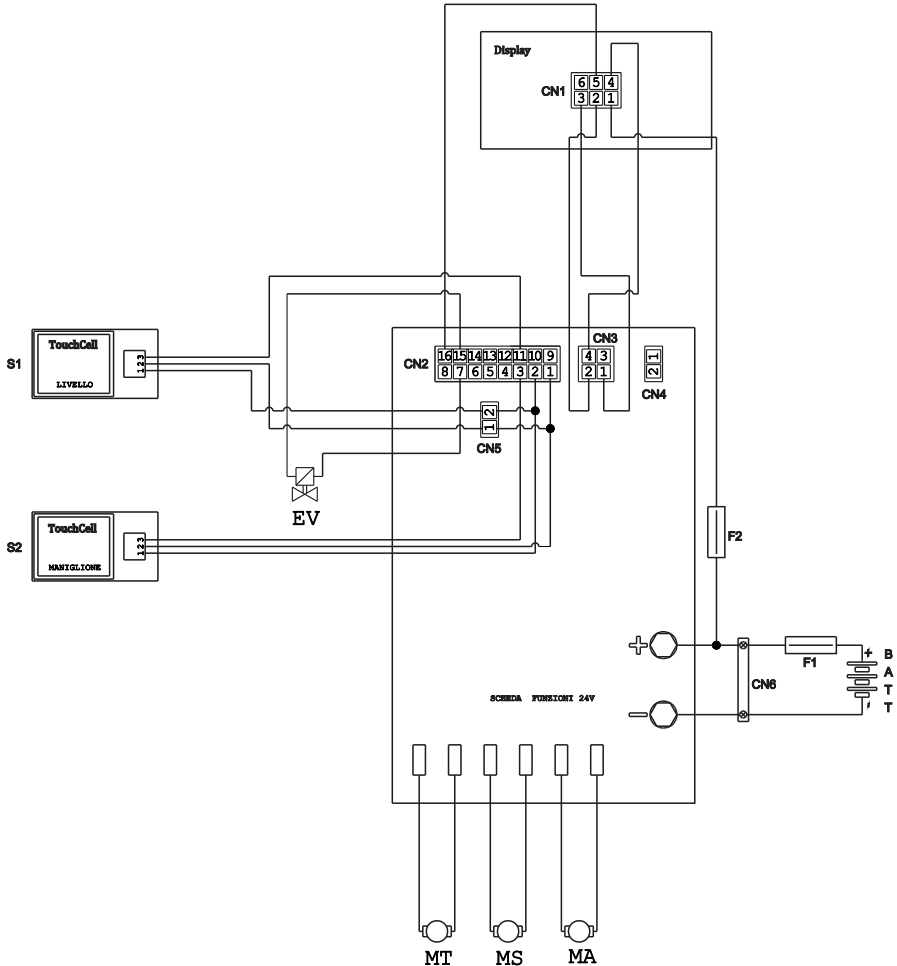 Display
CN1
6 5 4
3 2 1
TouchCell
S1
LIVELLO
1 2 3
CN2
16 15 14 13 12 11 10 9
8 7 6 5 4 3 2 1
CN3
4 3
2 1
2 1
CN4
2
1
CN5
EV
TouchCell
S2
MANIGLIONE
1 2 3
F2
+
F1
+
-
BATT
CN6
SCHEDA FUNZIONI 24V
-
MT
MS
MA